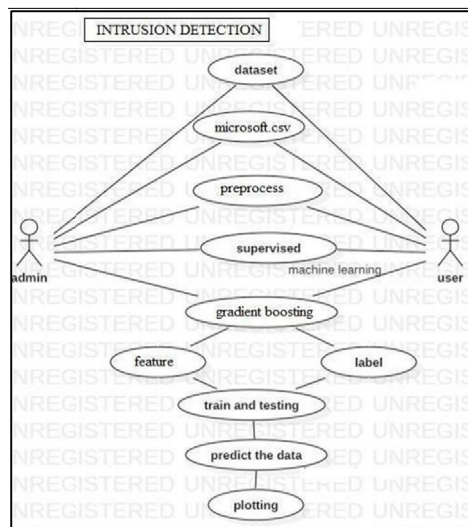 INTRUSION DETECTION
dataset
microsoft.csv
preprocess
supervised
machine learning
admin
user
gradient boosting
feature
label
train and testing
predict the data
plotting
UNREGISTERED